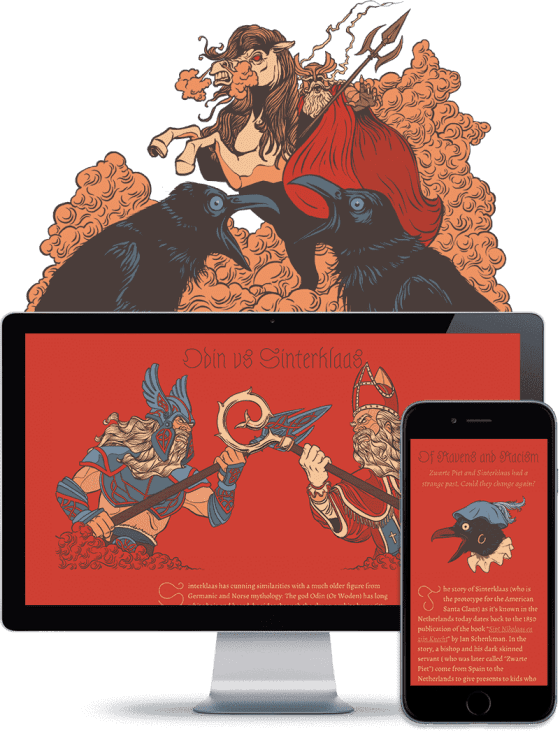 Odin vs Sinterklaas
interklaas has cunning similarities with a much older figure from
Germanic and Norse mythology. The god Odin (Or Woden) has long
Of Ravens and Racism
Zwarte Piet and Sinterklaas had a
strange past. Could they change again?
he story of Sinterklaas (who is
the prototype for the American
Santa Claus) as it's known in the
Netherlands today dates back to the 1850
publication of the book "Sint Nikolaas en
zijn Knecht" by Jan Schenkman. In the
story, a bishop and his dark skinned
servant ( who was later called "Zwarte
Piet") come from Spain to the
Netherlands to give presents to kids who